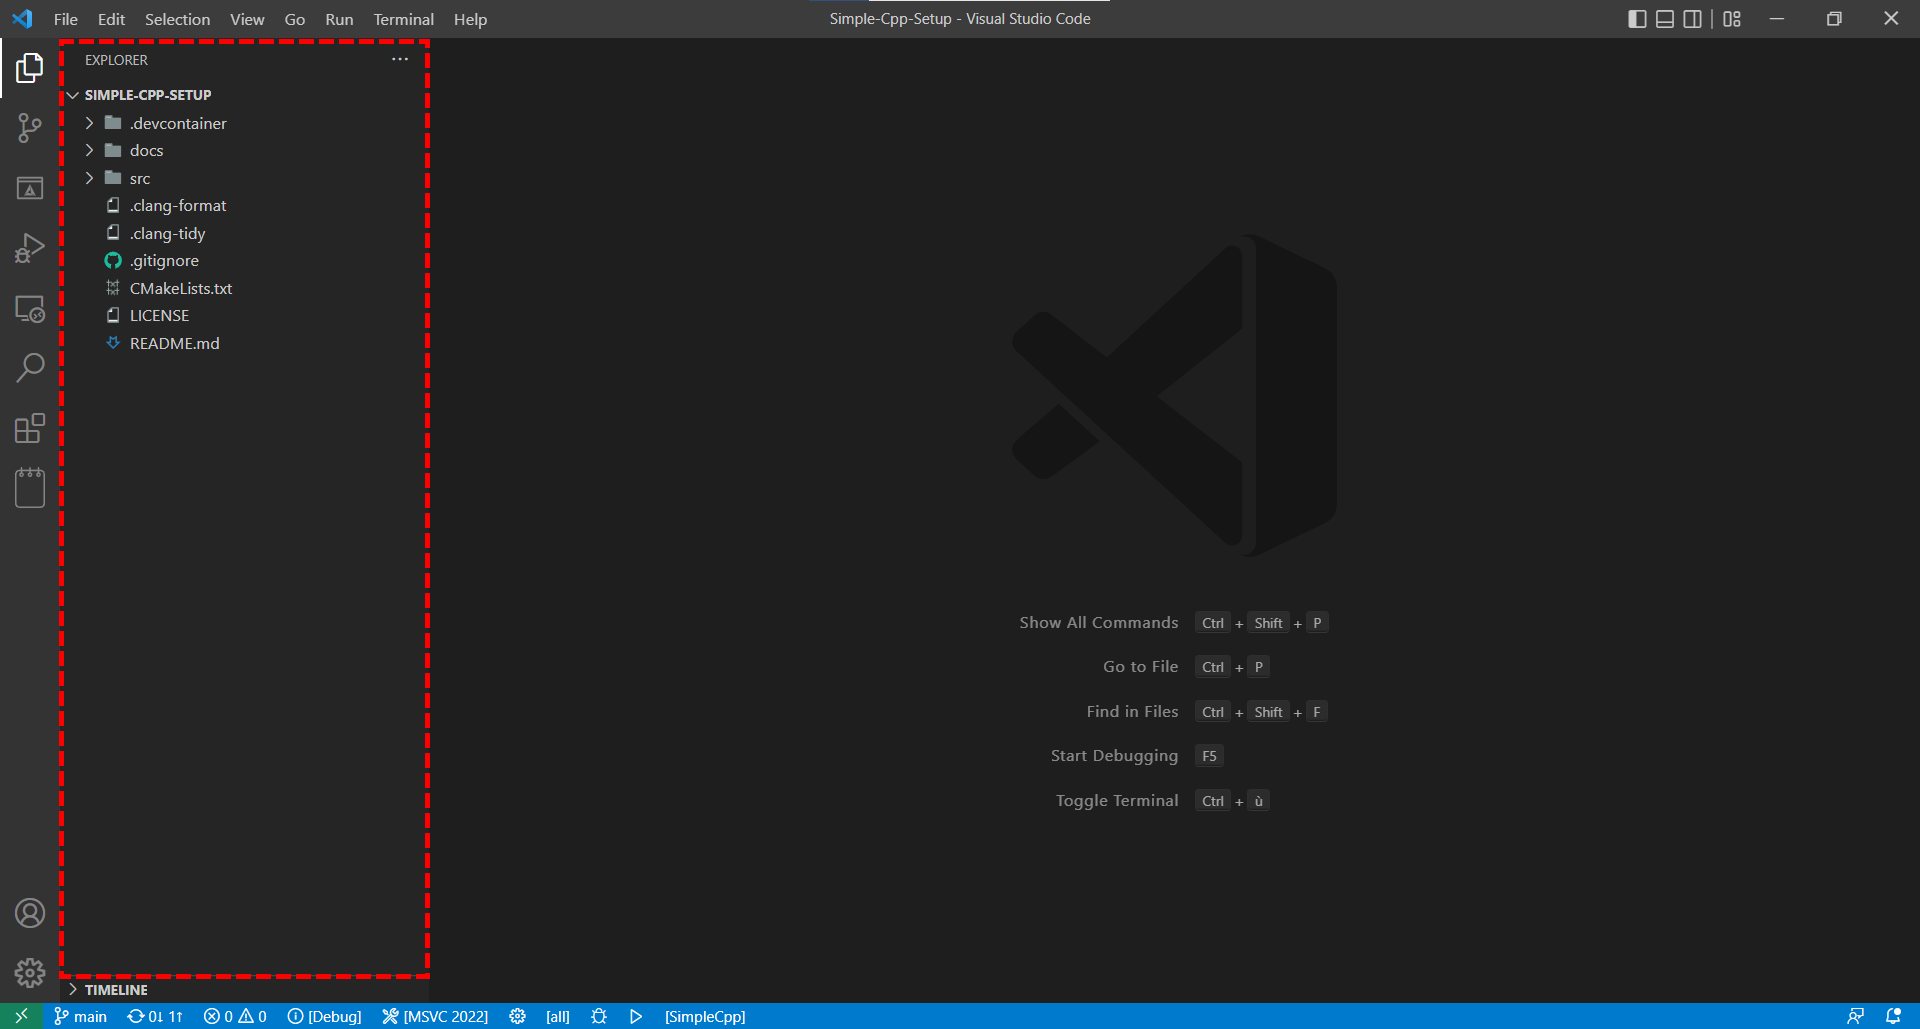 File Edit Selection View Go Run Terminal Help
Simple-Cpp-Setup - Visual Studio Code
EXPLORER
SIMPLE-CPP-SETUP
.devcontainer
docs
src
.clang-format
.clang-tidy
.gitignore
CMakeLists.txt
LICENSE
README.md
Show All Commands Ctrl + Shift + P
Go to File Ctrl + P
Find in Files Ctrl + Shift + F
Start Debugging F5
Toggle Terminal Ctrl + ù
TIMELINE
main 0↓ 1↑ 0 0 [Debug] [MSVC 2022] [all] [SimpleCpp]